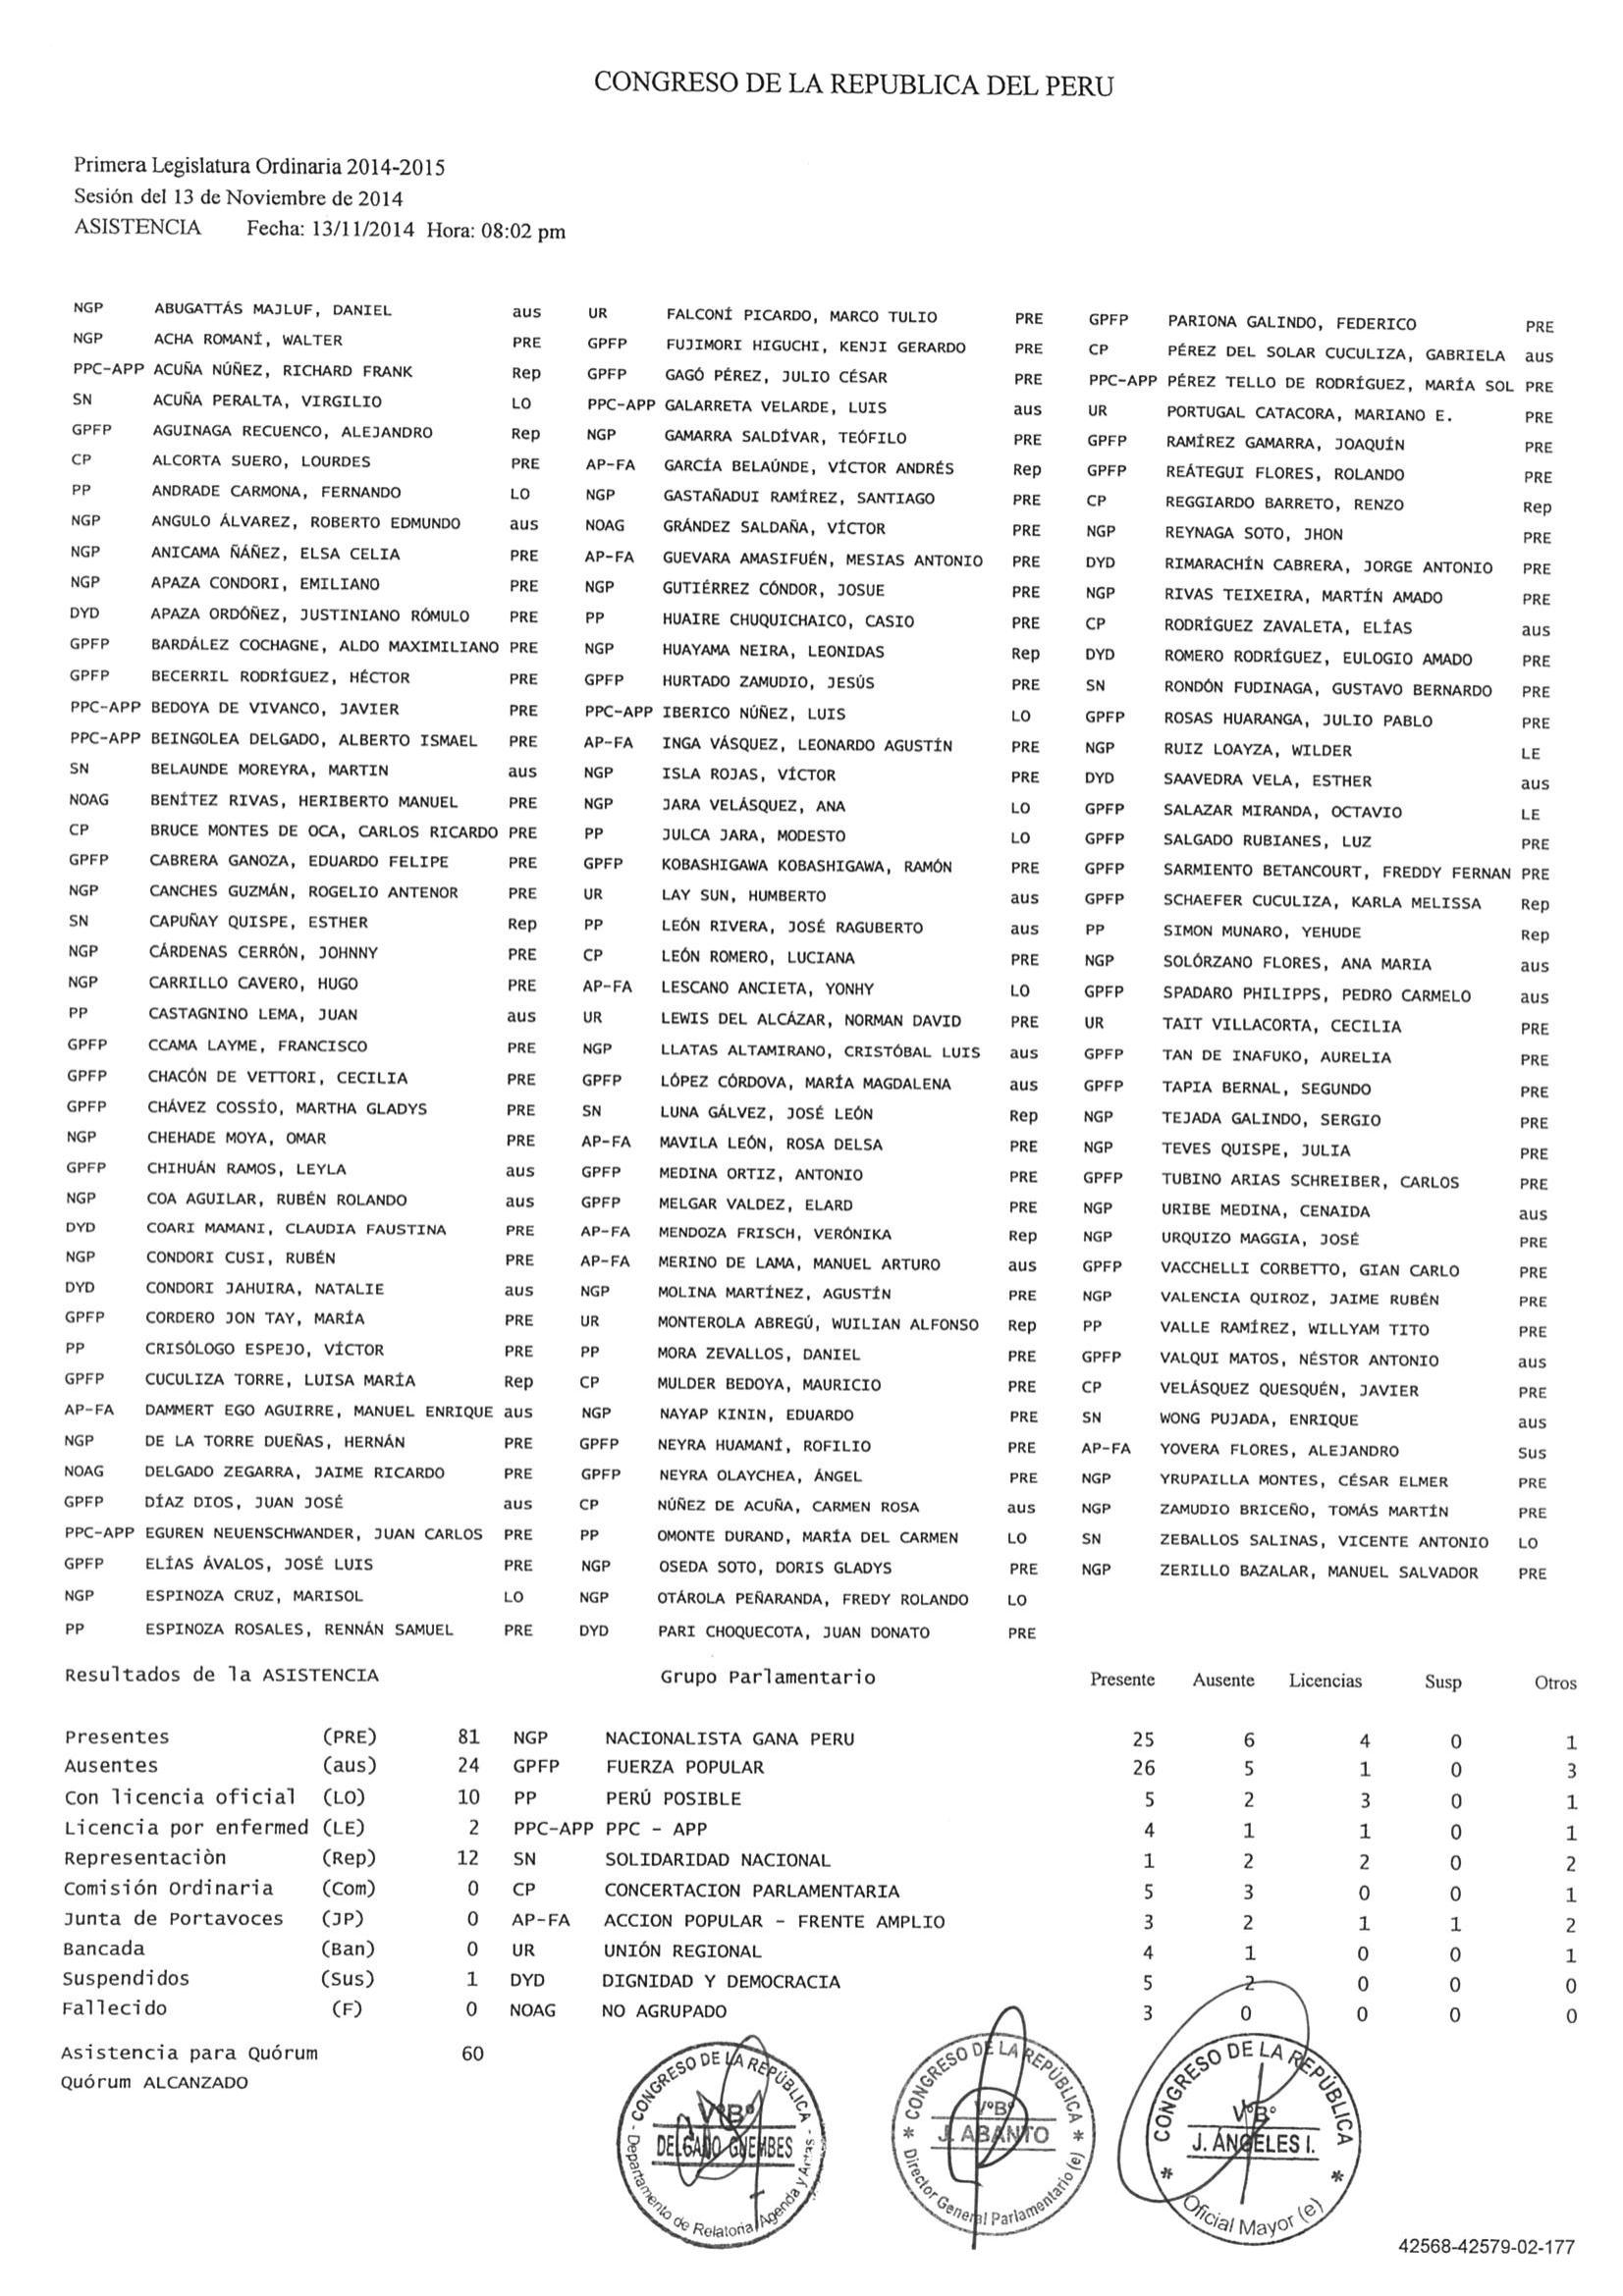 CONGRESO DE LA REPUBLICA DEL PERU
Primera Legislatura Ordinaria 2014-2015
Sesión del 13 de Noviembre de 2014
ASISTENCIA Fecha: 13/11/2014 Hora: 08:02 pm
NGP ABUGATTÁS MAJLUF, DANIEL aus
NGP ACHA ROMANÍ, WALTER PRE
PPC-APP ACUÑA NÚÑEZ, RICHARD FRANK Rep
SN ACUÑA PERALTA, VIRGILIO LO
GPFP AGUINAGA RECUENCO, ALEJANDRO Rep
CP ALCORTA SUERO, LOURDES PRE
PP ANDRADE CARMONA, FERNANDO LO
NGP ANGULO ÁLVAREZ, ROBERTO EDMUNDO aus
NGP ANICAMA ÑÁÑEZ, ELSA CELIA PRE
NGP APAZA CONDORI, EMILIANO PRE
DYD APAZA ORDÓÑEZ, JUSTINIANO RÓMULO PRE
GPFP BARDÁLEZ COCHAGNE, ALDO MAXIMILIANO PRE
GPFP BECERRIL RODRÍGUEZ, HÉCTOR PRE
PPC-APP BEDOYA DE VIVANCO, JAVIER PRE
PPC-APP BEINGOLEA DELGADO, ALBERTO ISMAEL PRE
SN BELAUNDE MOREYRA, MARTIN aus
NOAG BENÍTEZ RIVAS, HERIBERTO MANUEL PRE
CP BRUCE MONTES DE OCA, CARLOS RICARDO PRE
GPFP CABRERA GANOZA, EDUARDO FELIPE PRE
NGP CANCHES GUZMÁN, ROGELIO ANTENOR PRE
SN CAPUÑAY QUISPE, ESTHER Rep
NGP CÁRDENAS CERRÓN, JOHNNY PRE
NGP CARRILLO CAVERO, HUGO PRE
PP CASTAGNINO LEMA, JUAN aus
GPFP CCAMA LAYME, FRANCISCO PRE
GPFP CHACÓN DE VETTORI, CECILIA PRE
GPFP CHÁVEZ COSSÍO, MARTHA GLADYS PRE
NGP CHEHADE MOYA, OMAR PRE
GPFP CHIHUÁN RAMOS, LEYLA aus
NGP COA AGUILAR, RUBÉN ROLANDO aus
DYD COARI MAMANI, CLAUDIA FAUSTINA PRE
NGP CONDORI CUSI, RUBÉN PRE
DYD CONDORI JAHUIRA, NATALIE aus
GPFP CORDERO JON TAY, MARÍA PRE
PP CRISÓLOGO ESPEJO, VÍCTOR PRE
GPFP CUCULIZA TORRE, LUISA MARÍA Rep
AP-FA DAMMERT EGO AGUIRRE, MANUEL ENRIQUE aus
NGP DE LA TORRE DUEÑAS, HERNÁN PRE
NOAG DELGADO ZEGARRA, JAIME RICARDO PRE
GPFP DÍAZ DIOS, JUAN JOSÉ aus
PPC-APP EGUREN NEUENSCHWANDER, JUAN CARLOS PRE
GPFP ELÍAS ÁVALOS, JOSÉ LUIS PRE
NGP ESPINOZA CRUZ, MARISOL LO
PP ESPINOZA ROSALES, RENNÁN SAMUEL PRE
UR FALCONÍ PICARDO, MARCO TULIO PRE
GPFP FUJIMORI HIGUCHI, KENJI GERARDO PRE
GPFP GAGÓ PÉREZ, JULIO CÉSAR PRE
PPC-APP GALARRETA VELARDE, LUIS aus
NGP GAMARRA SALDÍVAR, TEÓFILO PRE
AP-FA GARCÍA BELAÚNDE, VÍCTOR ANDRÉS Rep
NGP GASTAÑADUI RAMÍREZ, SANTIAGO PRE
NOAG GRÁNDEZ SALDAÑA, VÍCTOR PRE
AP-FA GUEVARA AMASIFUÉN, MESIAS ANTONIO PRE
NGP GUTIÉRREZ CÓNDOR, JOSUE PRE
PP HUAIRE CHUQUICHAICO, CASIO PRE
NGP HUAYAMA NEIRA, LEONIDAS Rep
GPFP HURTADO ZAMUDIO, JESÚS PRE
PPC-APP IBERICO NÚÑEZ, LUIS LO
AP-FA INGA VÁSQUEZ, LEONARDO AGUSTÍN PRE
NGP ISLA ROJAS, VÍCTOR PRE
NGP JARA VELÁSQUEZ, ANA LO
PP JULCA JARA, MODESTO LO
GPFP KOBASHIGAWA KOBASHIGAWA, RAMÓN PRE
UR LAY SUN, HUMBERTO aus
PP LEÓN RIVERA, JOSÉ RAGUBERTO aus
CP LEÓN ROMERO, LUCIANA PRE
AP-FA LESCANO ANCIETA, YONHY LO
UR LEWIS DEL ALCÁZAR, NORMAN DAVID PRE
NGP LLATAS ALTAMIRANO, CRISTÓBAL LUIS aus
GPFP LÓPEZ CÓRDOVA, MARÍA MAGDALENA aus
SN LUNA GÁLVEZ, JOSÉ LEÓN Rep
AP-FA MAVILA LEÓN, ROSA DELSA PRE
GPFP MEDINA ORTIZ, ANTONIO PRE
GPFP MELGAR VALDEZ, ELARD PRE
AP-FA MENDOZA FRISCH, VERÓNIKA Rep
AP-FA MERINO DE LAMA, MANUEL ARTURO aus
NGP MOLINA MARTÍNEZ, AGUSTÍN PRE
UR MONTEROLA ABREGÚ, WUILIAN ALFONSO Rep
PP MORA ZEVALLOS, DANIEL PRE
CP MULDER BEDOYA, MAURICIO PRE
NGP NAYAP KININ, EDUARDO PRE
GPFP NEYRA HUAMANÍ, ROFILIO PRE
GPFP NEYRA OLAYCHEA, ÁNGEL PRE
CP NÚÑEZ DE ACUÑA, CARMEN ROSA aus
PP OMONTE DURAND, MARÍA DEL CARMEN LO
NGP OSEDA SOTO, DORIS GLADYS PRE
NGP OTÁROLA PEÑARANDA, FREDY ROLANDO LO
DYD PARI CHOQUECOTA, JUAN DONATO PRE
GPFP PARIONA GALINDO, FEDERICO PRE
CP PÉREZ DEL SOLAR CUCULIZA, GABRIELA aus
PPC-APP PÉREZ TELLO DE RODRÍGUEZ, MARÍA SOL PRE
UR PORTUGAL CATACORA, MARIANO E. PRE
GPFP RAMÍREZ GAMARRA, JOAQUÍN PRE
GPFP REÁTEGUI FLORES, ROLANDO PRE
CP REGGIARDO BARRETO, RENZO Rep
NGP REYNAGA SOTO, JHON PRE
DYD RIMARACHÍN CABRERA, JORGE ANTONIO PRE
NGP RIVAS TEIXEIRA, MARTÍN AMADO PRE
CP RODRÍGUEZ ZAVALETA, ELÍAS aus
DYD ROMERO RODRÍGUEZ, EULOGIO AMADO PRE
SN RONDÓN FUDINAGA, GUSTAVO BERNARDO PRE
GPFP ROSAS HUARANGA, JULIO PABLO PRE
NGP RUIZ LOAYZA, WILDER LE
DYD SAAVEDRA VELA, ESTHER aus
GPFP SALAZAR MIRANDA, OCTAVIO LE
GPFP SALGADO RUBIANES, LUZ PRE
GPFP SARMIENTO BETANCOURT, FREDDY FERNAN PRE
GPFP SCHAEFER CUCULIZA, KARLA MELISSA Rep
PP SIMON MUNARO, YEHUDE Rep
NGP SOLÓRZANO FLORES, ANA MARIA aus
GPFP SPADARO PHILIPPS, PEDRO CARMELO aus
UR TAIT VILLACORTA, CECILIA PRE
GPFP TAN DE INAFUKO, AURELIA PRE
GPFP TAPIA BERNAL, SEGUNDO PRE
NGP TEJADA GALINDO, SERGIO PRE
NGP TEVES QUISPE, JULIA PRE
GPFP TUBINO ARIAS SCHREIBER, CARLOS PRE
NGP URIBE MEDINA, CENAIDA aus
NGP URQUIZO MAGGIA, JOSÉ PRE
GPFP VACCHELLI CORBETTO, GIAN CARLO PRE
NGP VALENCIA QUIROZ, JAIME RUBÉN PRE
PP VALLE RAMÍREZ, WILLYAM TITO PRE
GPFP VALQUI MATOS, NÉSTOR ANTONIO aus
CP VELÁSQUEZ QUESQUÉN, JAVIER PRE
SN WONG PUJADA, ENRIQUE aus
AP-FA YOVERA FLORES, ALEJANDRO Sus
NGP YRUPAILLA MONTES, CÉSAR ELMER PRE
NGP ZAMUDIO BRICEÑO, TOMÁS MARTÍN PRE
SN ZEBALLOS SALINAS, VICENTE ANTONIO LO
NGP ZERILLO BAZALAR, MANUEL SALVADOR PRE
Resultados de la ASISTENCIA Grupo Parlamentario Presente Ausente Licencias Susp Otros
Presentes (PRE) 81 NGP NACIONALISTA GANA PERU 25 6 4 0 1
Ausentes (aus) 24 GPFP FUERZA POPULAR 26 5 1 0 3
Con licencia oficial (LO) 10 PP PERÚ POSIBLE 5 2 3 0 1
Licencia por enfermed (LE) 2 PPC-APP PPC - APP 4 1 1 0 1
Representaciòn (Rep) 12 SN SOLIDARIDAD NACIONAL 1 2 2 0 2
Comisión Ordinaria (Com) 0 CP CONCERTACION PARLAMENTARIA 5 3 0 0 1
Junta de Portavoces (JP) 0 AP-FA ACCION POPULAR - FRENTE AMPLIO 3 2 1 1 2
Bancada (Ban) 0 UR UNIÓN REGIONAL 4 1 0 0 1
Suspendidos (Sus) 1 DYD DIGNIDAD Y DEMOCRACIA 5 2 0 0 0
Fallecido (F) 0 NOAG NO AGRUPADO 3 0 0 0 0
Asistencia para Quórum 60
Quórum ALCANZADO
CONGRESO DE LA REPÚBLICA
VºBº
DELGADO GUEMBES
Departamento de Relatoria, Agenda y Actas
CONGRESO DE LA REPÚBLICA
VºBº
J. ABANTO
Director General Parlamentario (e)
CONGRESO DE LA REPÚBLICA
VºBº
J. ÁNGELES I.
Oficial Mayor (e)
42568-42579-02-177